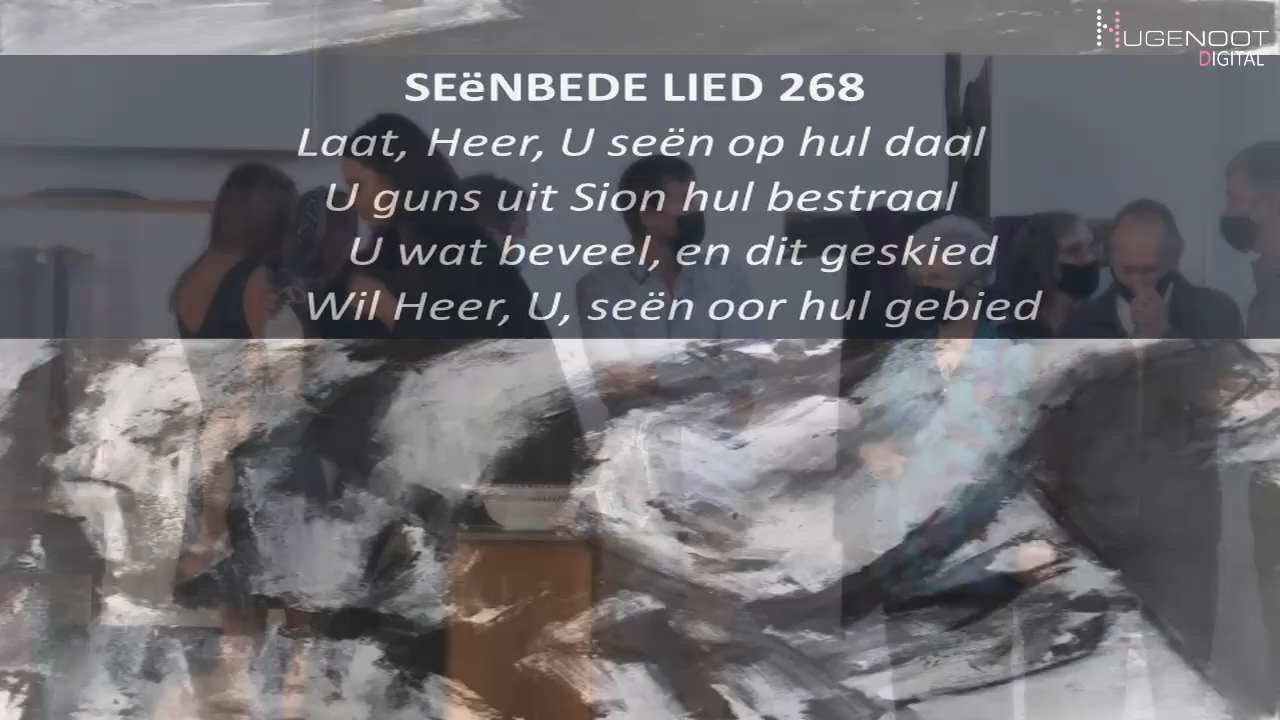 HUGENOOT
DIGITAL
SEëNBEDE LIED 268
Laat, Heer, U seën op hul daal
U guns uit Sion hul bestraal
U wat beveel, en dit geskied
Wil Heer, U, seën oor hul gebied